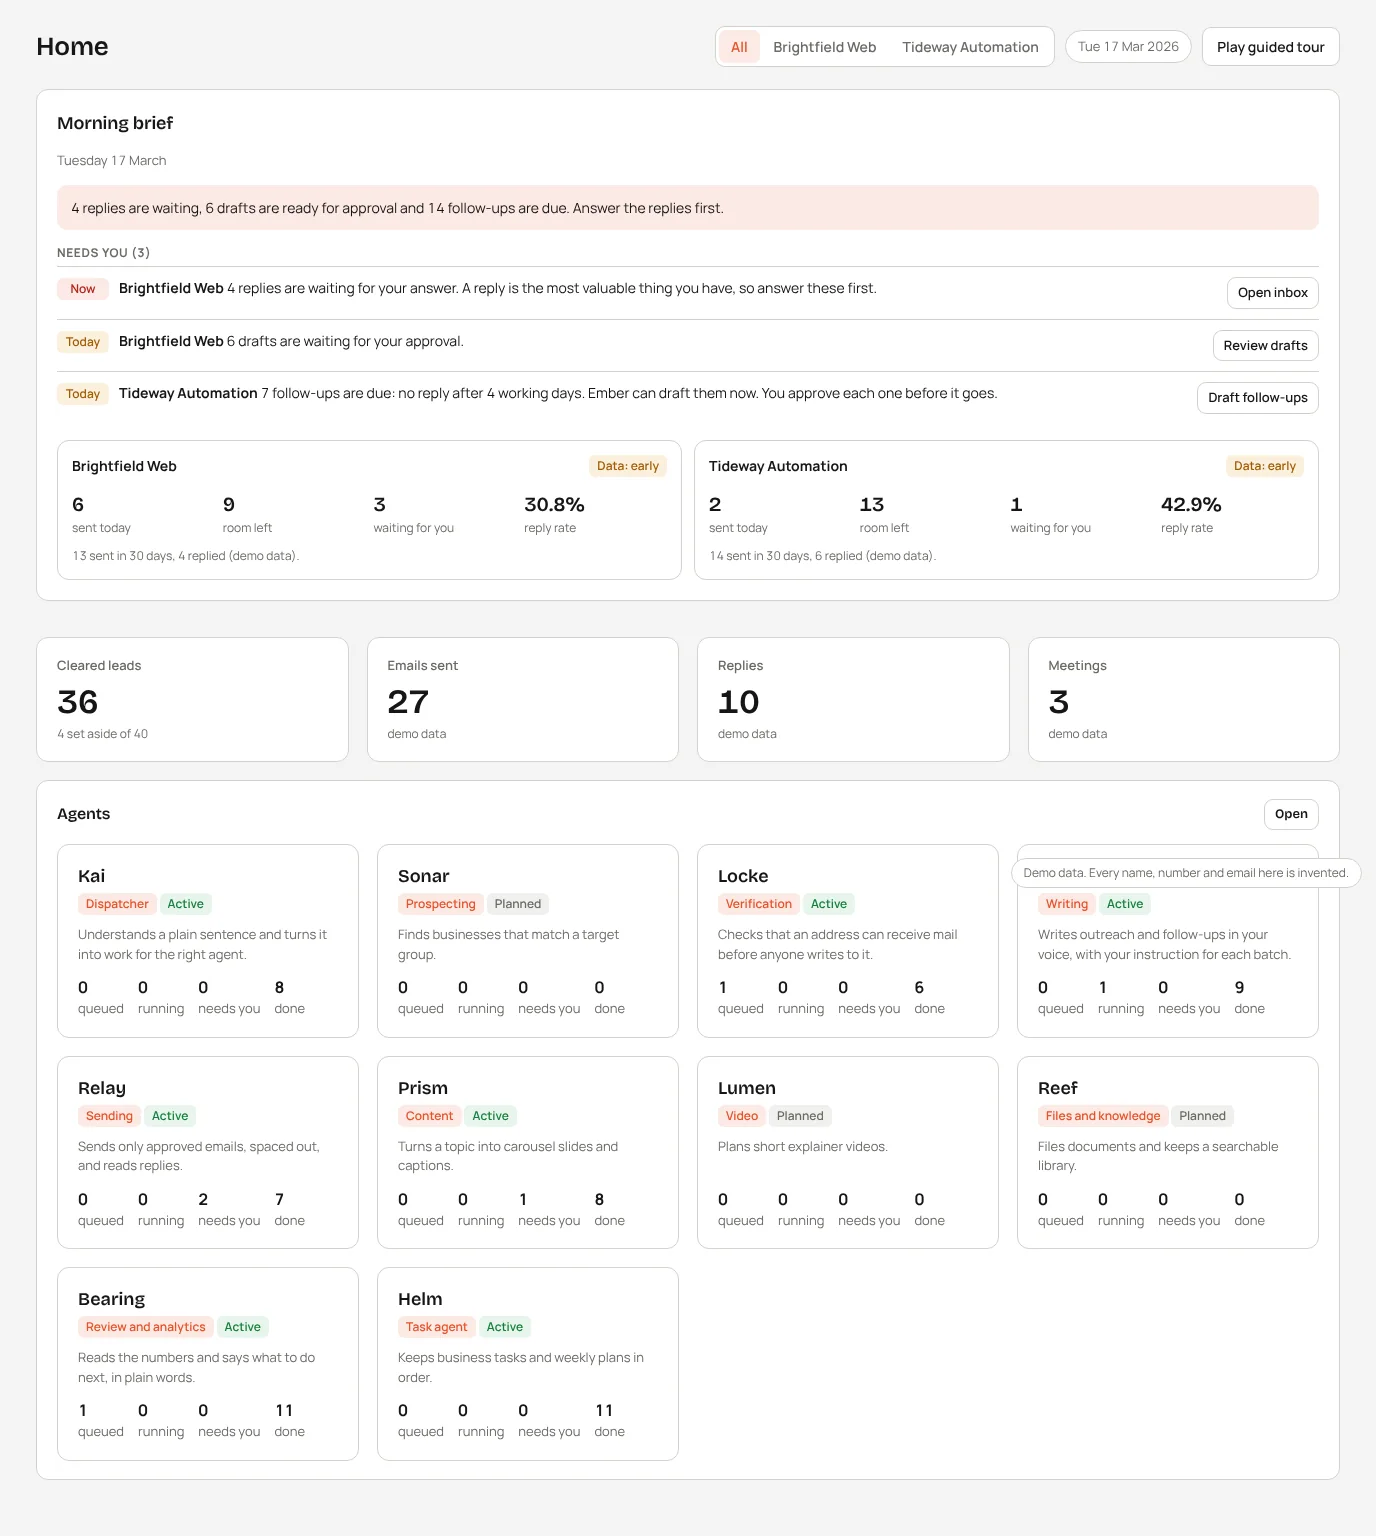 Home
All
Brightfield Web
Tideway Automation
Tue 17 Mar 2026
Play guided tour
Morning brief
Tuesday 17 March
4 replies are waiting, 6 drafts are ready for approval and 14 follow-ups are due. Answer the replies first.
NEEDS YOU (3)
Now
Brightfield Web 4 replies are waiting for your answer. A reply is the most valuable thing you have, so answer these first.
Open inbox
Today
Brightfield Web 6 drafts are waiting for your approval.
Review drafts
Today
Tideway Automation 7 follow-ups are due: no reply after 4 working days. Ember can draft them now. You approve each one before it goes.
Draft follow-ups
Brightfield Web
Data: early
6 9 3 30.8%
sent today room left waiting for you reply rate
13 sent in 30 days, 4 replied (demo data).
Tideway Automation
Data: early
2 13 1 42.9%
sent today room left waiting for you reply rate
14 sent in 30 days, 6 replied (demo data).
Cleared leads
36
4 set aside of 40
Emails sent
27
demo data
Replies
10
demo data
Meetings
3
demo data
Agents
Open
Kai
Dispatcher Active
Understands a plain sentence and turns it
into work for the right agent.
0 0 0 8
queued running needs you done
Sonar
Prospecting Planned
Finds businesses that match a target
group.
0 0 0 0
queued running needs you done
Locke
Verification Active
Checks that an address can receive mail
before anyone writes to it.
1 0 0 6
queued running needs you done
Demo data. Every name, number and email here is invented.
Writing Active
Writes outreach and follow-ups in your
voice, with your instruction for each batch.
0 1 0 9
queued running needs you done
Relay
Sending Active
Sends only approved emails, spaced out,
and reads replies.
0 0 2 7
queued running needs you done
Prism
Content Active
Turns a topic into carousel slides and
captions.
0 0 1 8
queued running needs you done
Lumen
Video Planned
Plans short explainer videos.
0 0 0 0
queued running needs you done
Reef
Files and knowledge Planned
Files documents and keeps a searchable
library.
0 0 0 0
queued running needs you done
Bearing
Review and analytics Active
Reads the numbers and says what to do
next, in plain words.
1 0 0 11
queued running needs you done
Helm
Task agent Active
Keeps business tasks and weekly plans in
order.
0 0 0 11
queued running needs you done